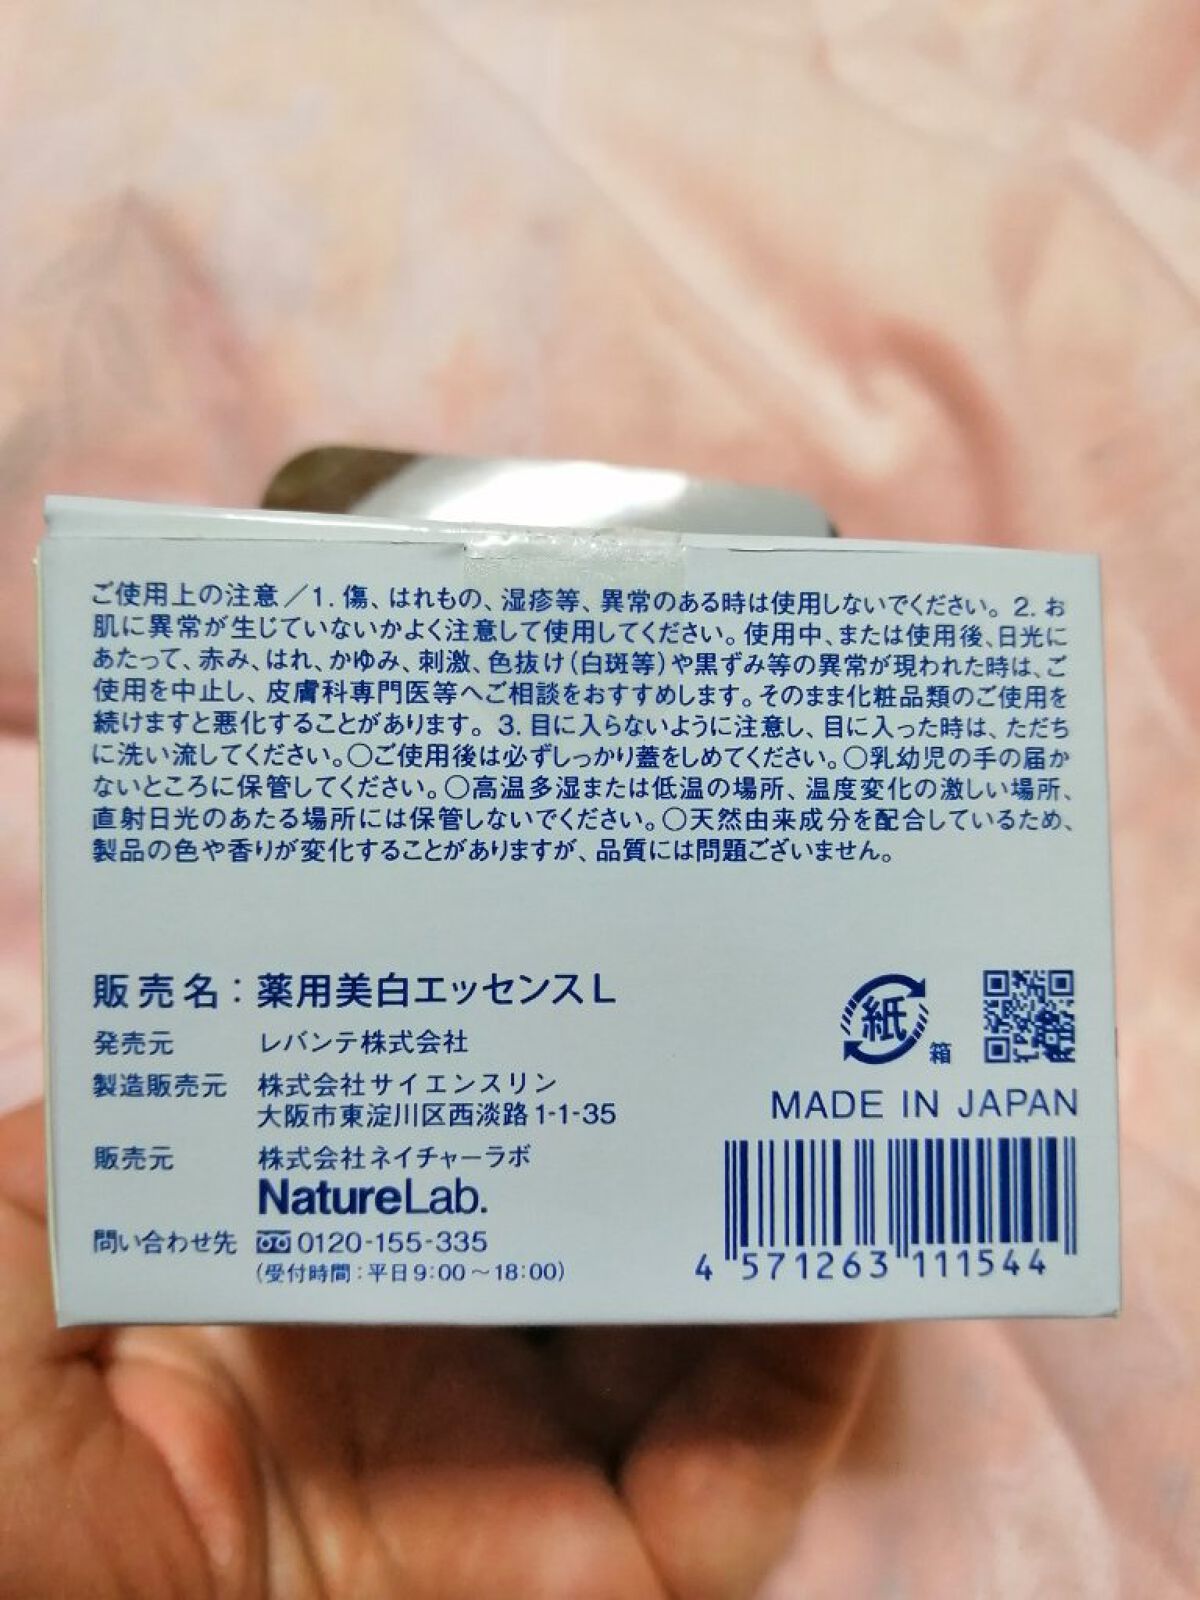 ご使用上の注意／1. 傷、はれもの、湿疹等、異常のある時は使用しないでください。2. お
肌に異常が生じていないかよく注意して使用してください。使用中、または使用後、日光に
あたって、赤み、はれ、かゆみ、刺激、色抜け(白斑等)や黒ずみ等の異常が現われた時は、ご
使用を中止し、皮膚科専門医等へご相談をおすすめします。そのまま化粧品類のご使用を
続けますと悪化することがあります。3. 目に入らないように注意し、目に入った時は、ただち
に洗い流してください。○ご使用後は必ずしっかり蓋をしめてください。○乳幼児の手の届か
ないところに保管してください。○高温多湿または低温の場所、温度変化の激しい場所、
直射日光のあたる場所には保管しないでください。○天然由来成分を配合しているため、
製品の色や香りが変化することがありますが、品質には問題ございません。
販売名：薬用美白エッセンスL
発売元 レバンテ株式会社
製造販売元 株式会社サイエンスリン
大阪市東淀川区西淡路1-1-35
販売元 株式会社ネイチャーラボ
NatureLab.
問い合わせ先 0120-155-335
(受付時間：平日9:00～18:00)
紙 箱
MADE IN JAPAN
4 571263 111544